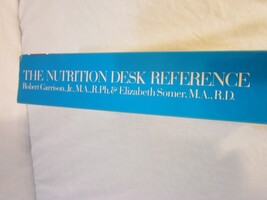 THE NUTRITION DESK REFERENCE
Robert Garrison, Jr., M.A., R.Ph. & Elizabeth Somer, M.A., R.D.